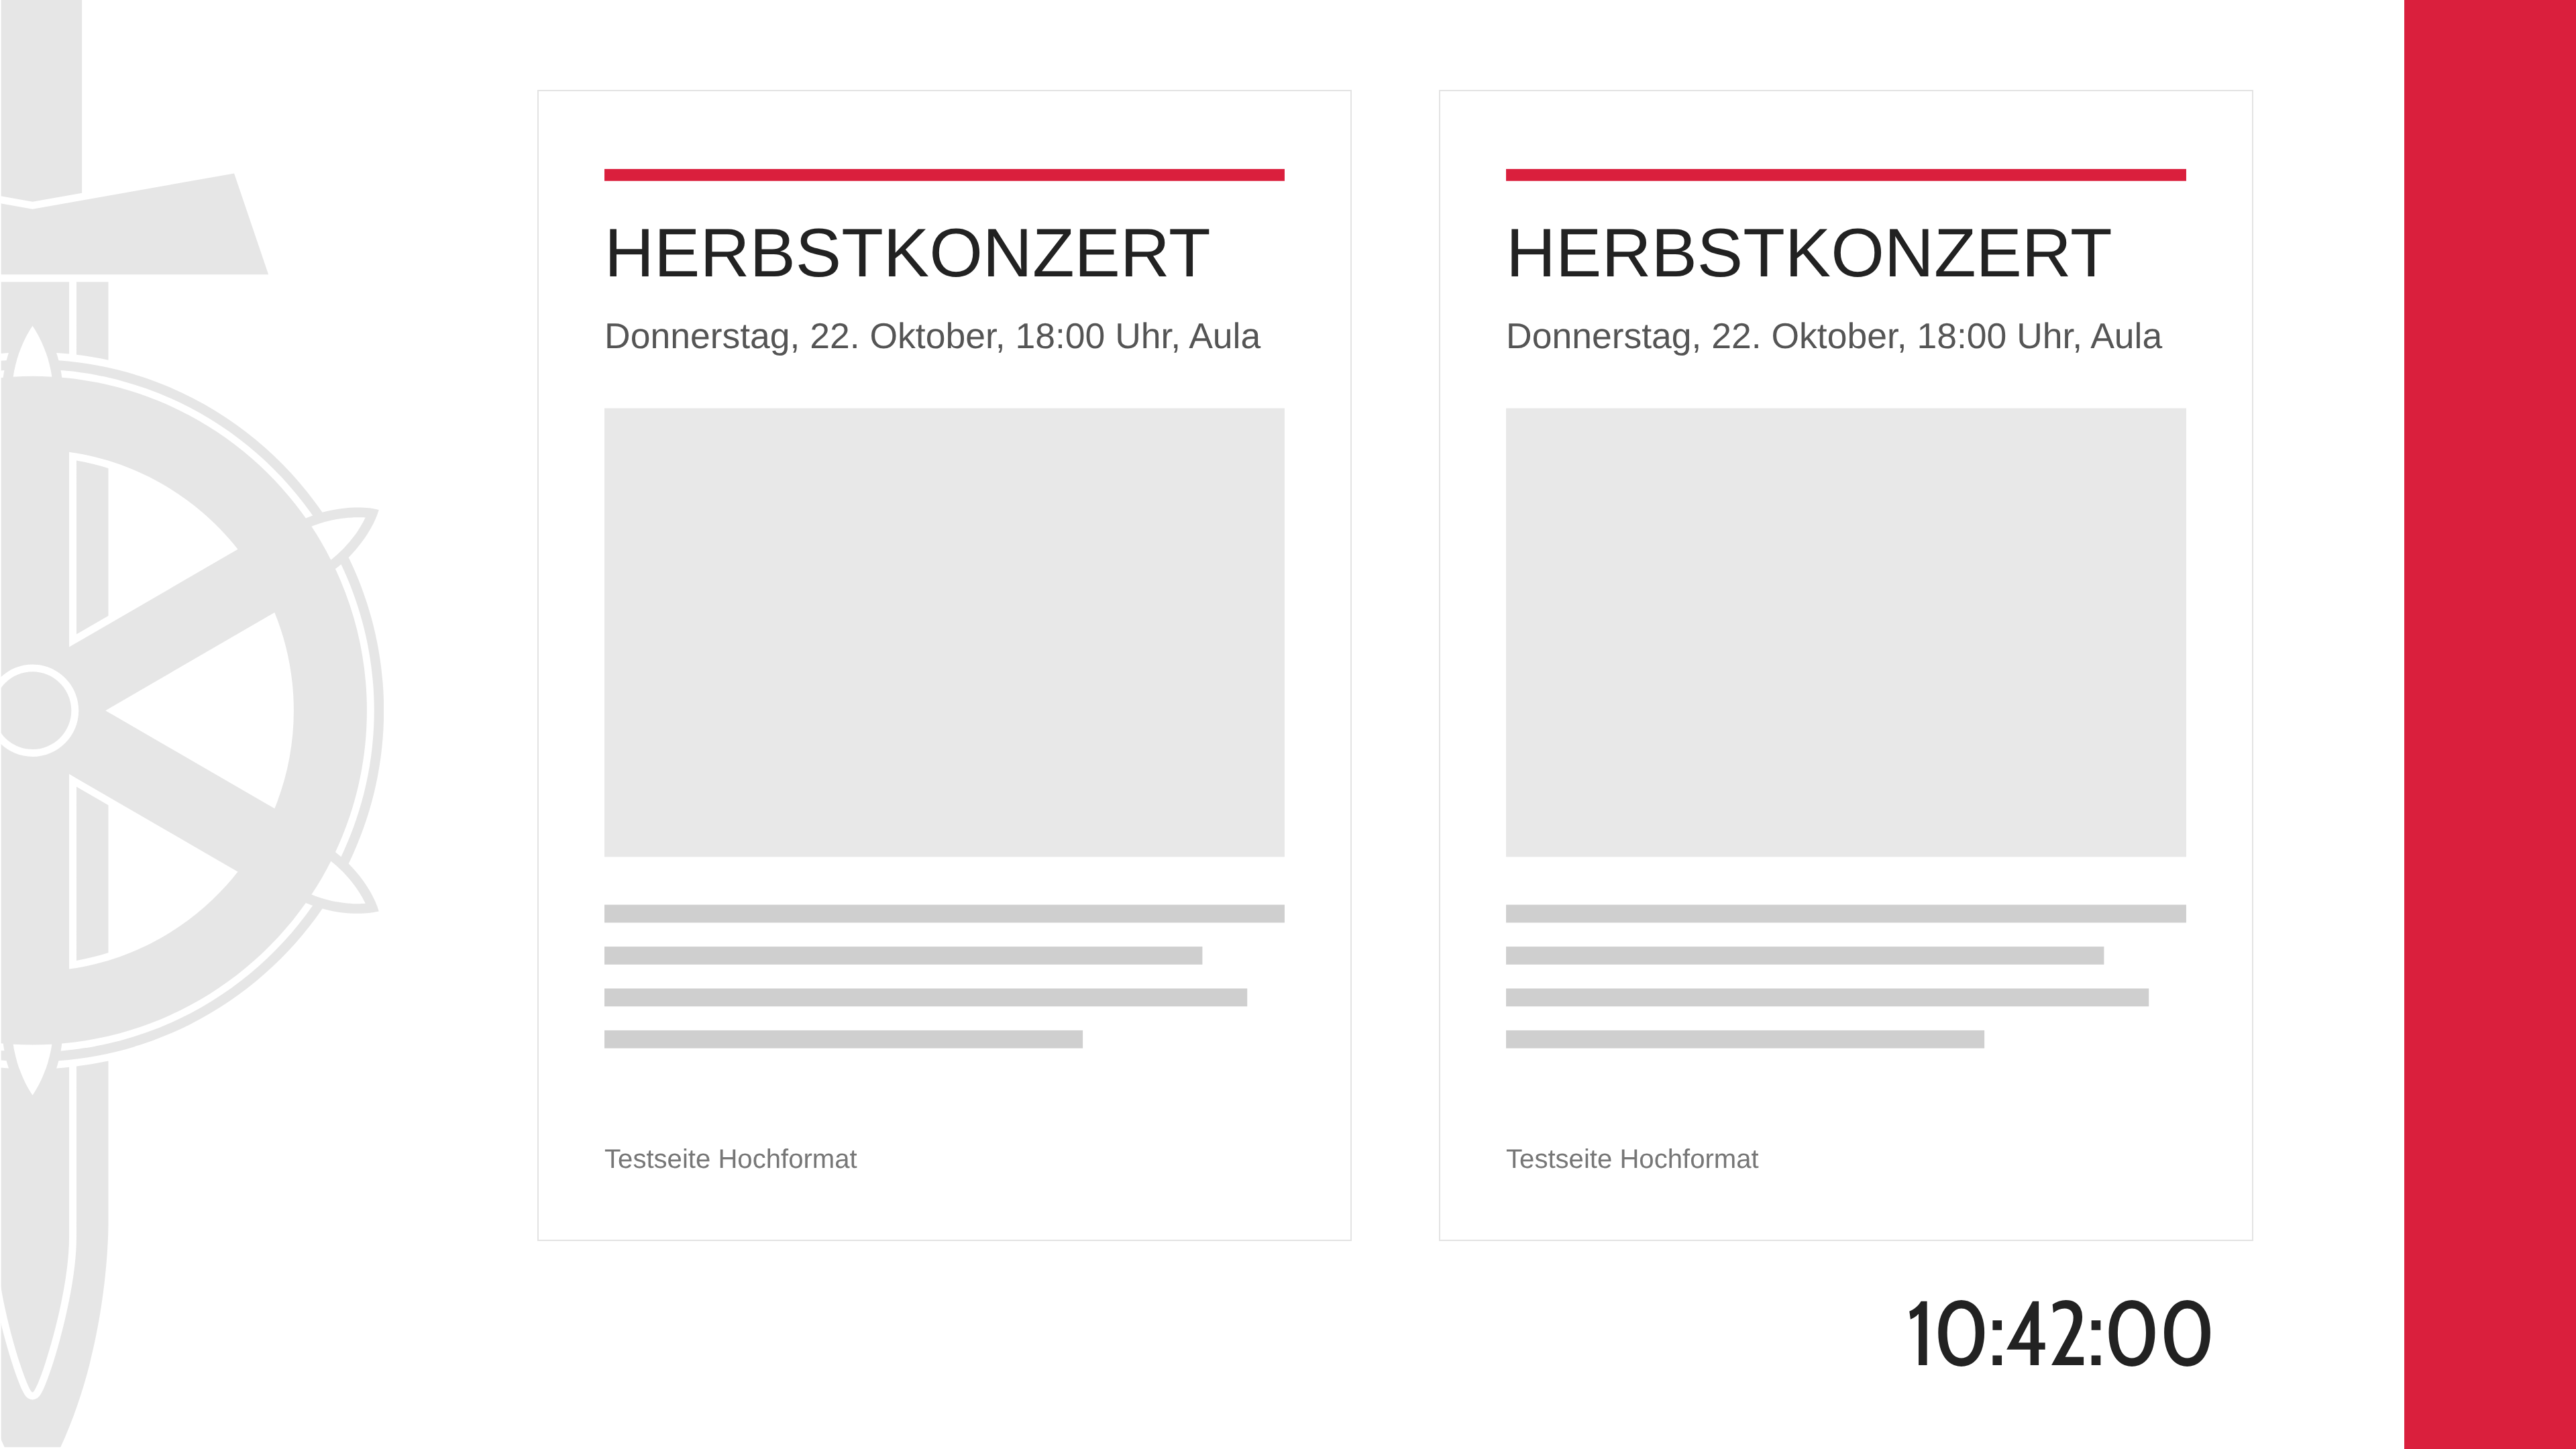 HERBSTKONZERT
Donnerstag, 22. Oktober, 18:00 Uhr, Aula
Testseite Hochformat
HERBSTKONZERT
Donnerstag, 22. Oktober, 18:00 Uhr, Aula
Testseite Hochformat
10:42:00